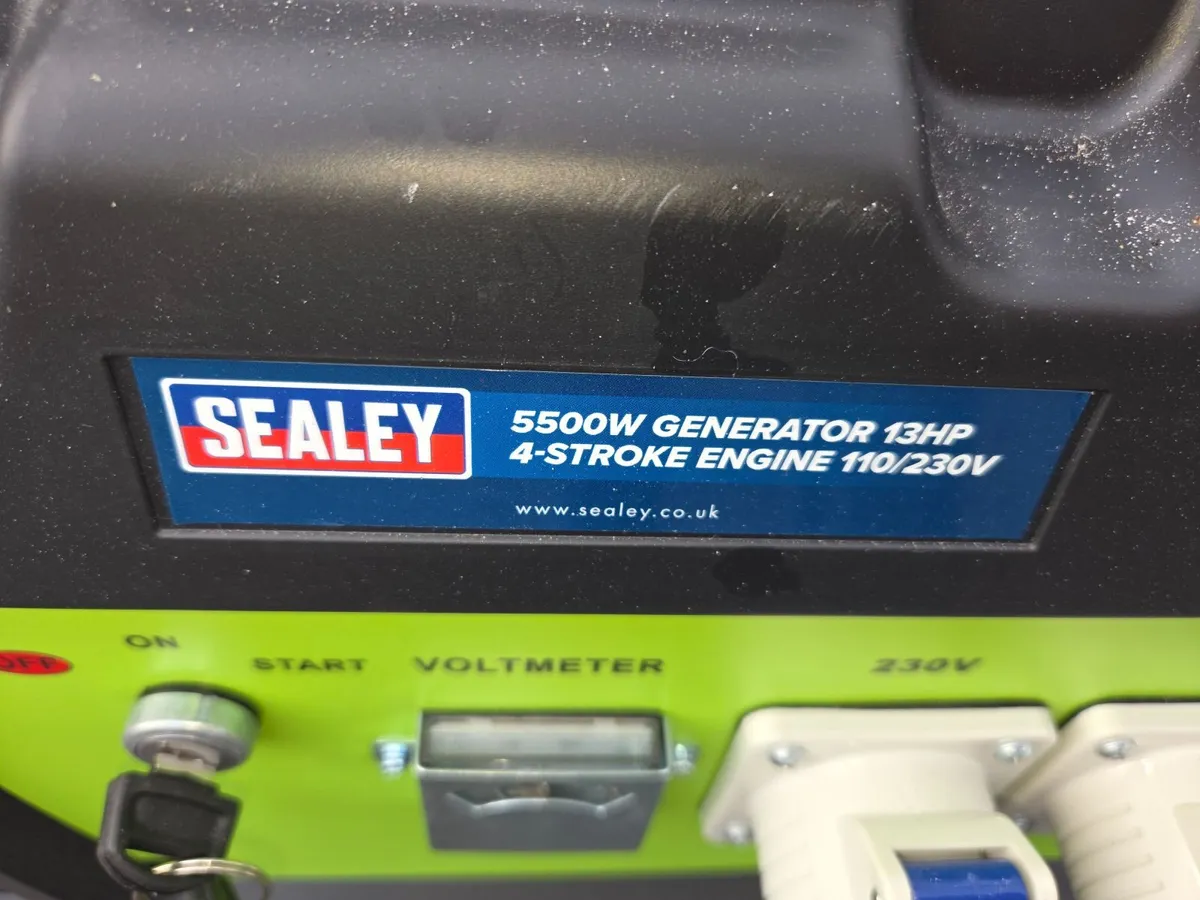 SEALEY
5500W GENERATOR 13HP
4-STROKE ENGINE 110/230V
www.sealey.co.uk
OFF
ON
START
VOLTMETER
230V